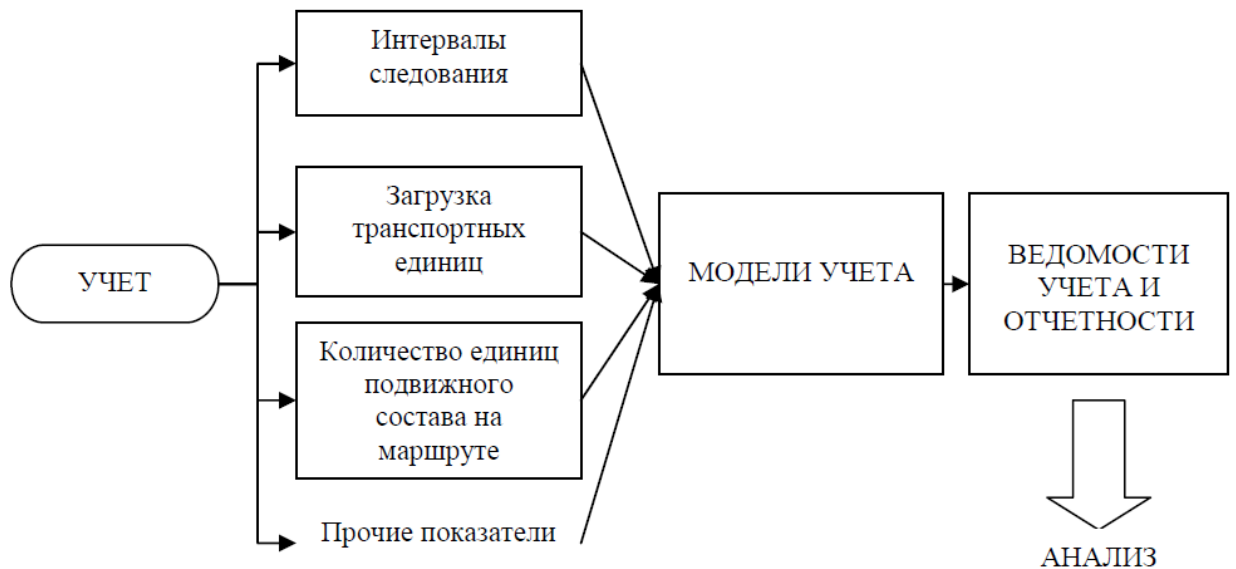 УЧЕТ
Интервалы
следования
Загрузка
транспортных
единиц
Количество единиц
подвижного
состава на
маршруте
Прочие показатели
МОДЕЛИ УЧЕТА
ВЕДОМОСТИ
УЧЕТА И
ОТЧЕТНОСТИ
АНАЛИЗ